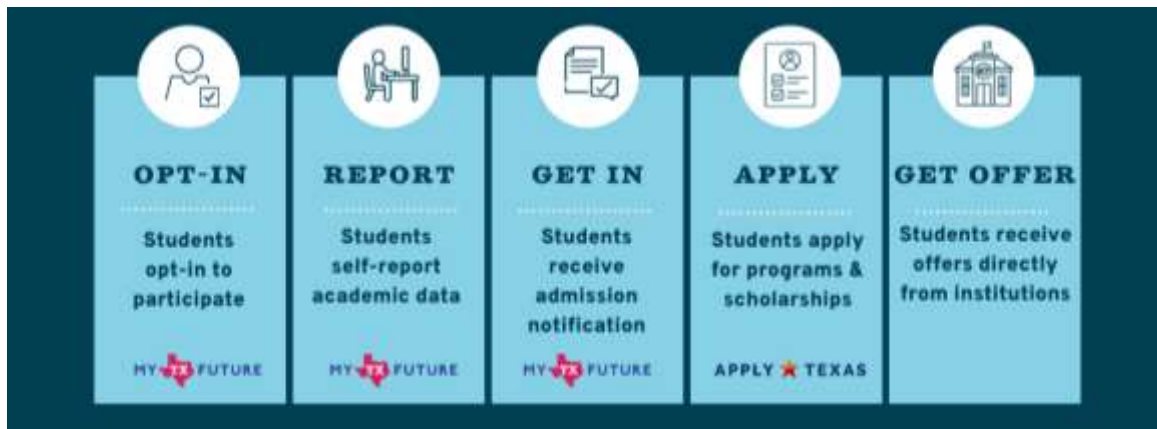 OPT-IN
Students
opt-in to
participate
MY TX FUTURE
REPORT
Students
self-report
academic data
MY TX FUTURE
GET IN
Students
receive
admission
notification
MY TX FUTURE
APPLY
Students apply
for programs &
scholarships
APPLY TEXAS
GET OFFER
Students receive
offers directly
from institutions